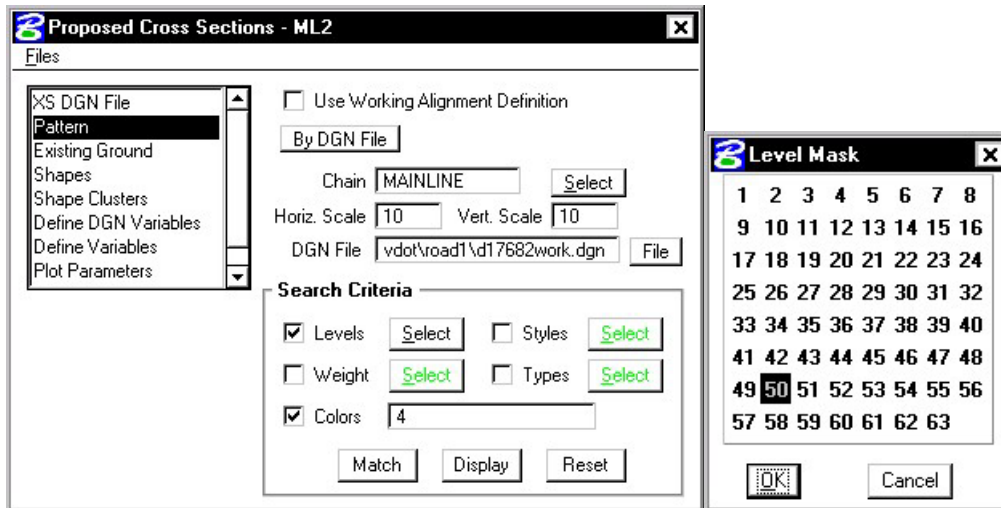 Proposed Cross Sections - ML2
Files
XS DGN File
Pattern
Existing Ground
Shapes
Shape Clusters
Define DGN Variables
Define Variables
Plot Parameters
Use Working Alignment Definition
By DGN File
Chain MAINLINE Select
Horiz. Scale 10 Vert. Scale 10
DGN File vdot\road1\d17682work.dgn File
Search Criteria
Levels Select Styles Select
Weight Select Types Select
Colors 4
Match Display Reset
Level Mask
1 2 3 4 5 6 7 8
9 10 11 12 13 14 15 16
17 18 19 20 21 22 23 24
25 26 27 28 29 30 31 32
33 34 35 36 37 38 39 40
41 42 43 44 45 46 47 48
49 50 51 52 53 54 55 56
57 58 59 60 61 62 63
OK Cancel